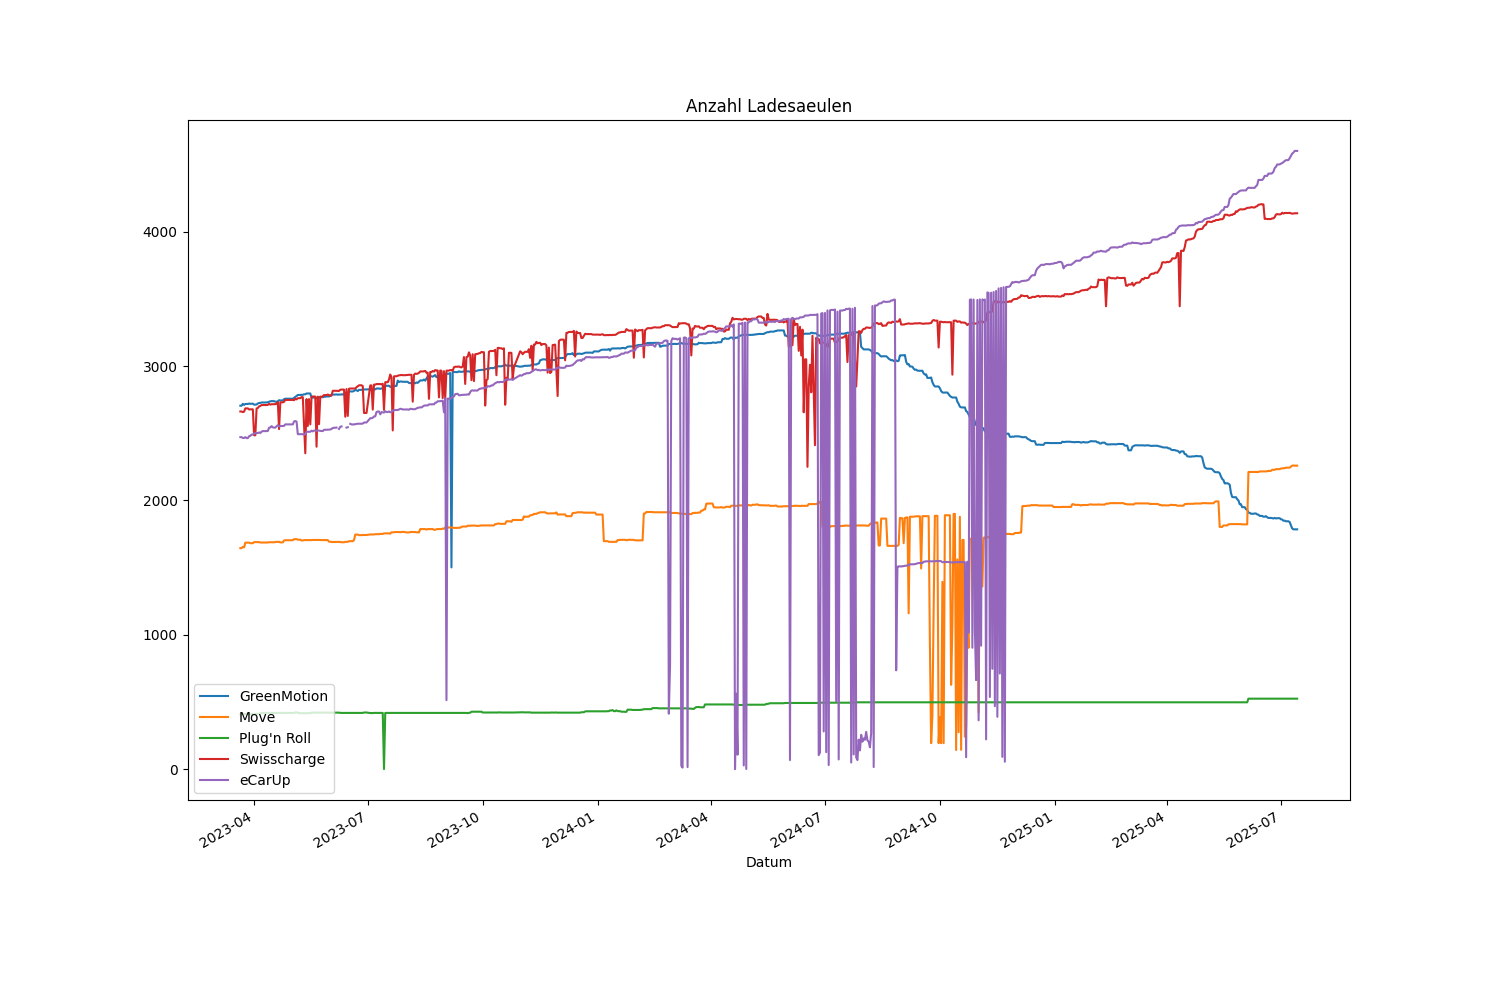 Anzahl Ladesaeulen
4000
3000
2000
1000
0
GreenMotion
Move
Plug'n Roll
Swisscharge
eCarUp
2023-04
2023-07
2023-10
2024-01
2024-04
2024-07
2024-10
2025-01
2025-04
2025-07
Datum